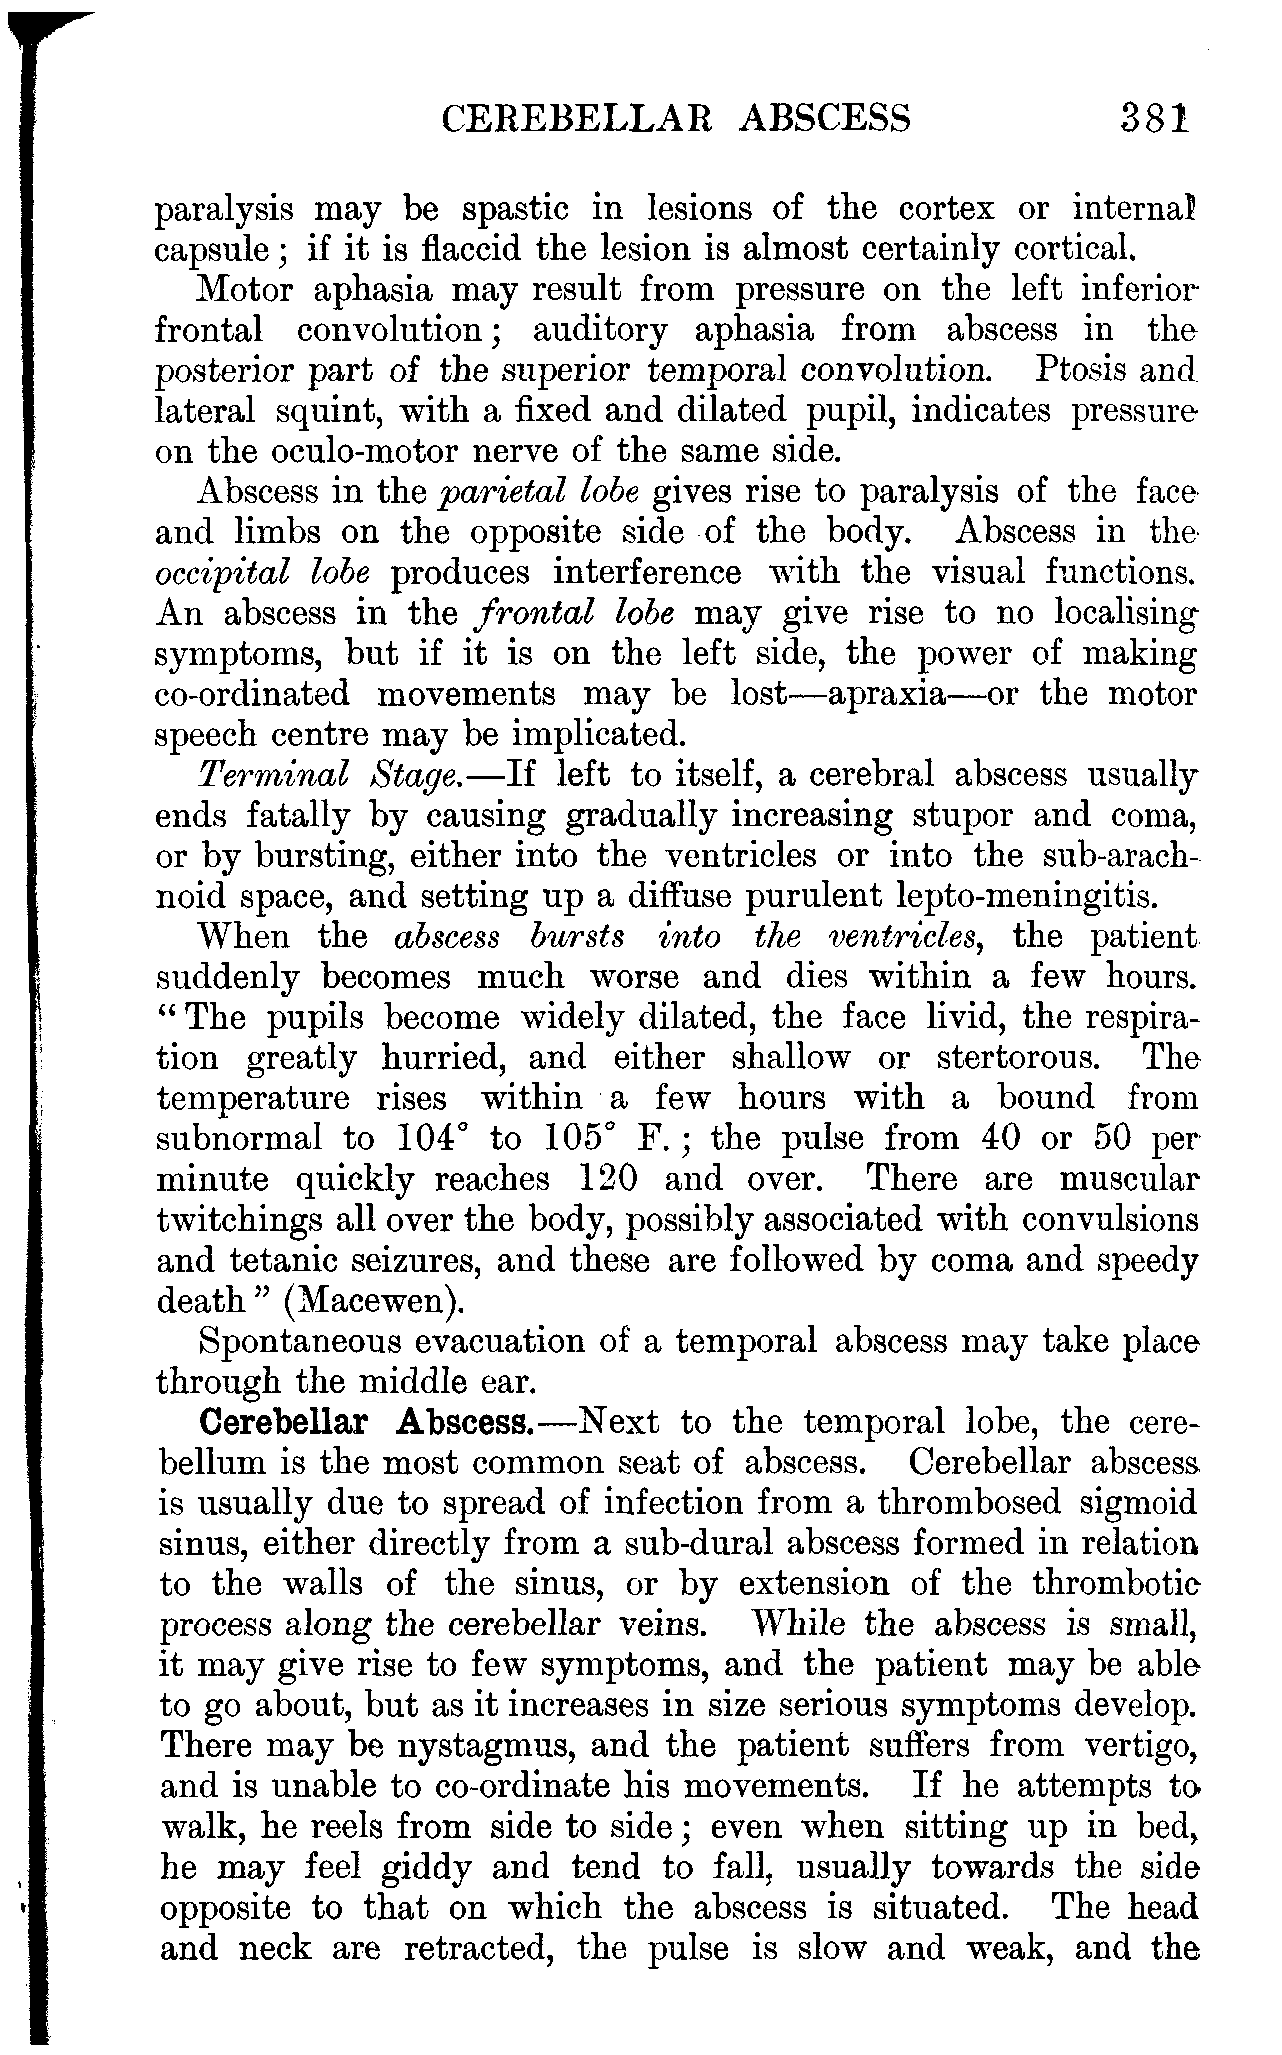 CEREBELLAR ABSCESS 381
paralysis may be spastic in lesions of the cortex or internal
capsule ; if it is flaccid the lesion is almost certainly cortical.
Motor aphasia may result from pressure on the left inferior
frontal convolution ; auditory aphasia from abscess in the
posterior part of the superior temporal convolution. Ptosis and
lateral squint, with a fixed and dilated pupil, indicates pressure
on the oculo-motor nerve of the same side.
Abscess in the parietal lobe gives rise to paralysis of the face
and limbs on the opposite side of the body. Abscess in the
occipital lobe produces interference with the visual functions.
An abscess in the frontal lobe may give rise to no localising
symptoms, but if it is on the left side, the power of making
co-ordinated movements may be lost—apraxia—or the motor
speech centre may be implicated.
Terminal Stage.—If left to itself, a cerebral abscess usually
ends fatally by causing gradually increasing stupor and coma,
or by bursting, either into the ventricles or into the sub-arach-
noid space, and setting up a diffuse purulent lepto-meningitis.
When the abscess bursts into the ventricles, the patient
suddenly becomes much worse and dies within a few hours.
“ The pupils become widely dilated, the face livid, the respira-
tion greatly hurried, and either shallow or stertorous. The
temperature rises within a few hours with a bound from
subnormal to 104° to 105° F. ; the pulse from 40 or 50 per
minute quickly reaches 120 and over. There are muscular
twitchings all over the body, possibly associated with convulsions
and tetanic seizures, and these are followed by coma and speedy
death ” (Macewen).
Spontaneous evacuation of a temporal abscess may take place
through the middle ear.
Cerebellar Abscess.—Next to the temporal lobe, the cere-
bellum is the most common seat of abscess. Cerebellar abscess
is usually due to spread of infection from a thrombosed sigmoid
sinus, either directly from a sub-dural abscess formed in relation
to the walls of the sinus, or by extension of the thrombotic
process along the cerebellar veins. While the abscess is small,
it may give rise to few symptoms, and the patient may be able
to go about, but as it increases in size serious symptoms develop.
There may be nystagmus, and the patient suffers from vertigo,
and is unable to co-ordinate his movements. If he attempts to
walk, he reels from side to side ; even when sitting up in bed,
he may feel giddy and tend to fall, usually towards the side
opposite to that on which the abscess is situated. The head
and neck are retracted, the pulse is slow and weak, and the